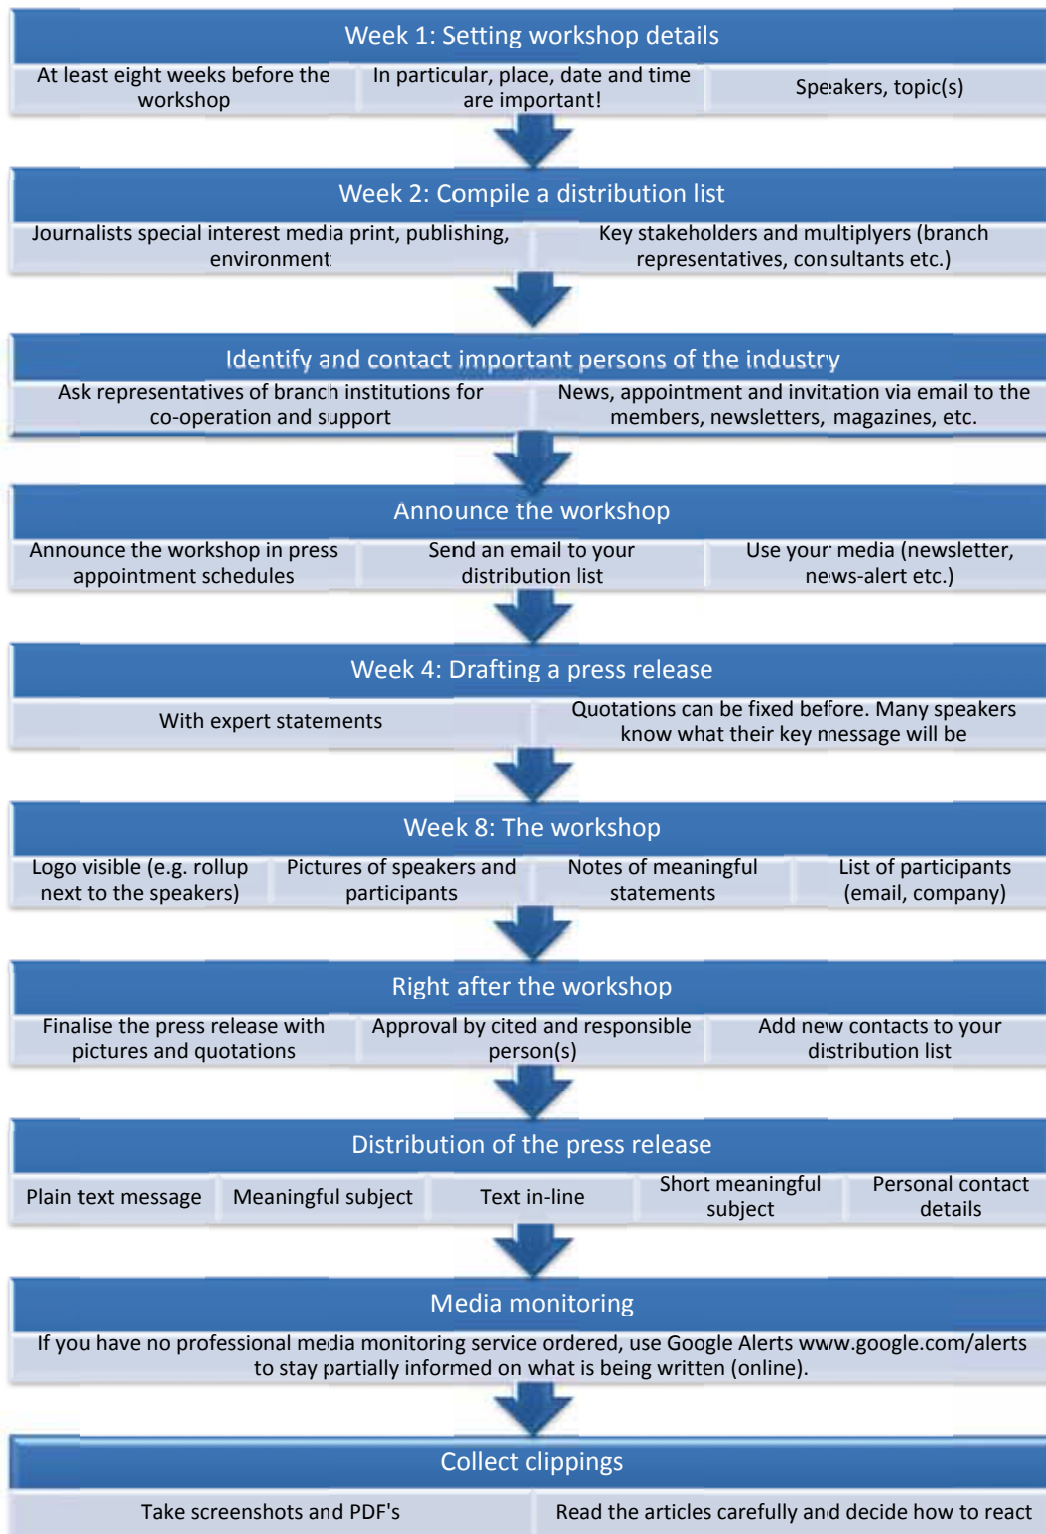 Week 1: Setting workshop details
At least eight weeks before the
workshop
In particular, place, date and time
are important!
Speakers, topic(s)
Week 2: Compile a distribution list
Journalists special interest media print, publishing,
environment
Key stakeholders and multiplyers (branch
representatives, consultants etc.)
Identify and contact important persons of the industry
Ask representatives of branch institutions for
co-operation and support
News, appointment and invitation via email to the
members, newsletters, magazines, etc.
Announce the workshop
Announce the workshop in press
appointment schedules
Send an email to your
distribution list
Use your media (newsletter,
news-alert etc.)
Week 4: Drafting a press release
With expert statements
Quotations can be fixed before. Many speakers
know what their key message will be
Week 8: The workshop
Logo visible (e.g. rollup
next to the speakers)
Pictures of speakers and
participants
Notes of meaningful
statements
List of participants
(email, company)
Right after the workshop
Finalise the press release with
pictures and quotations
Approval by cited and responsible
person(s)
Add new contacts to your
distribution list
Distribution of the press release
Plain text message
Meaningful subject
Text in-line
Short meaningful
subject
Personal contact
details
Media monitoring
If you have no professional media monitoring service ordered, use Google Alerts www.google.com/alerts
to stay partially informed on what is being written (online).
Collect clippings
Take screenshots and PDF's
Read the articles carefully and decide how to react